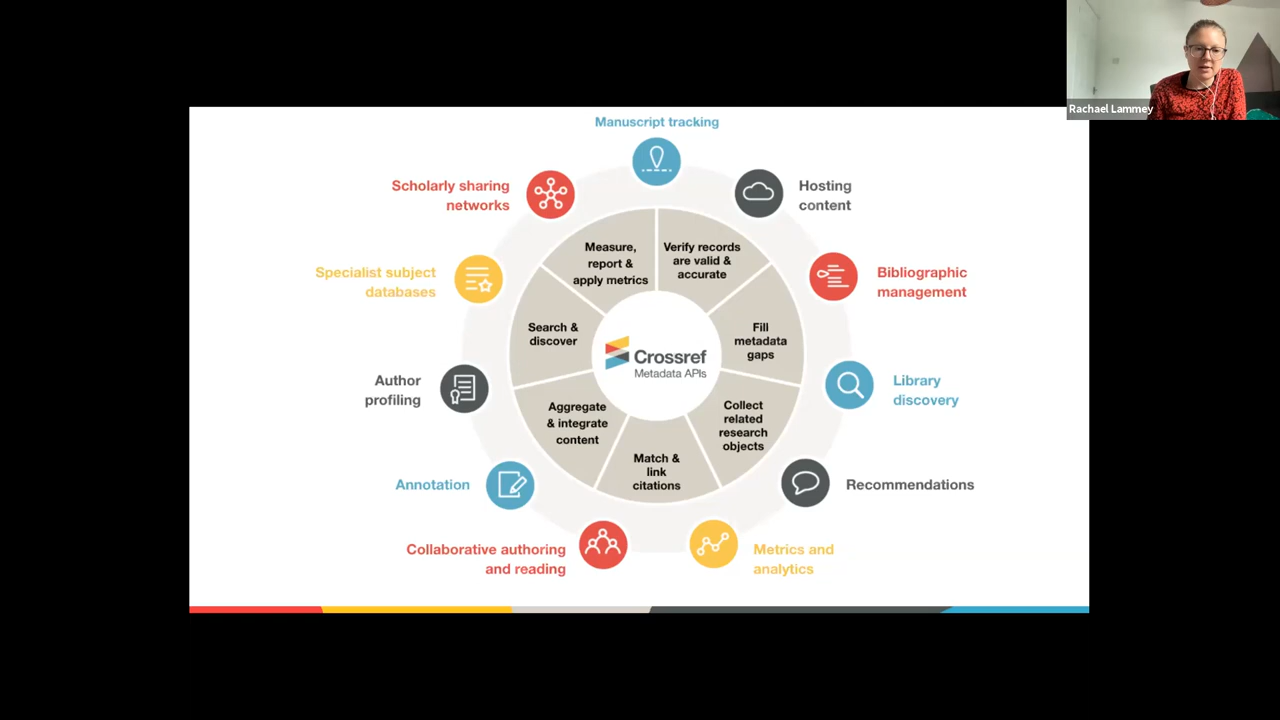 Rachael Lammey
Manuscript tracking
Scholarly sharing
networks
Hosting
content
Specialist subject
databases
Bibliographic
management
Author
profiling
Library
discovery
Annotation
Recommendations
Collaborative authoring
and reading
Metrics and
analytics
Measure,
report &
apply metrics
Verify records
are valid &
accurate
Search &
discover
Fill
metadata
gaps
Aggregate
& integrate
content
Collect
related
research
objects
Match &
link
citations
Crossref
Metadata APIs